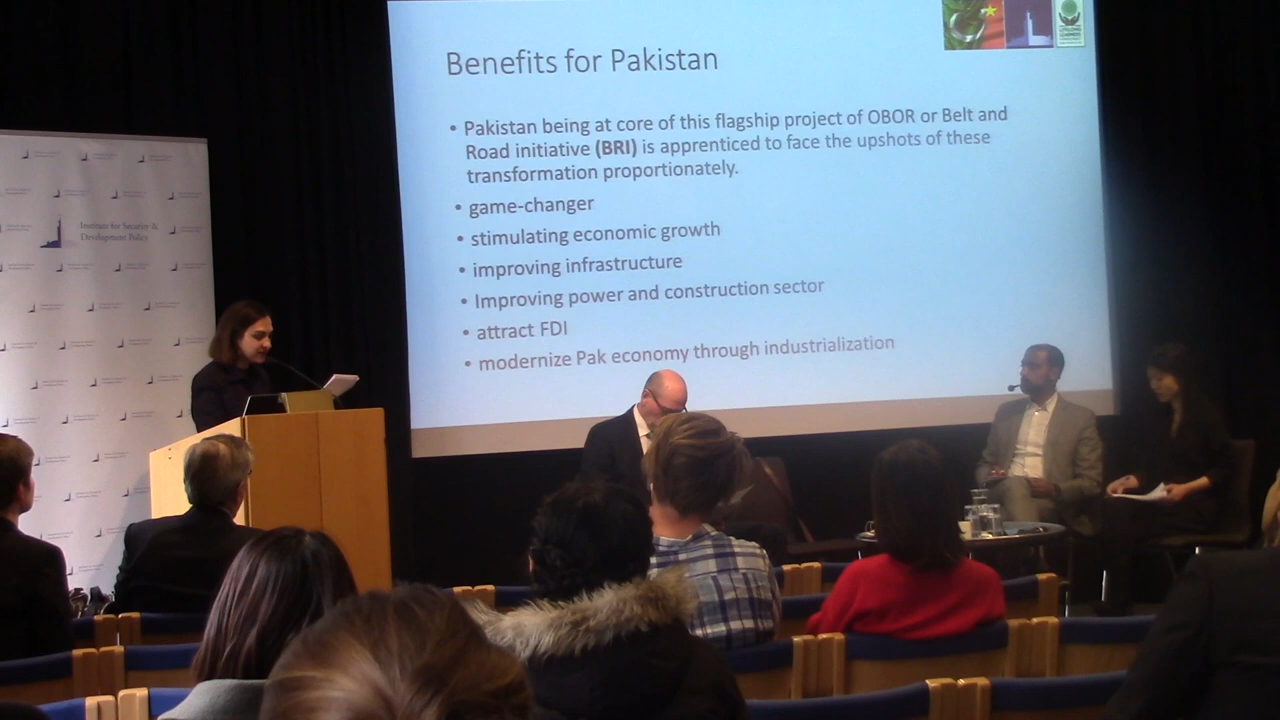 Benefits for Pakistan
• Pakistan being at core of this flagship project of OBOR or Belt and
Road initiative (BRI) is apprenticed to face the upshots of these
transformation proportionately.
• game-changer
• stimulating economic growth
• improving infrastructure
• Improving power and construction sector
• attract FDI
• modernize Pak economy through industrialization
Institute for Security &
Development Policy